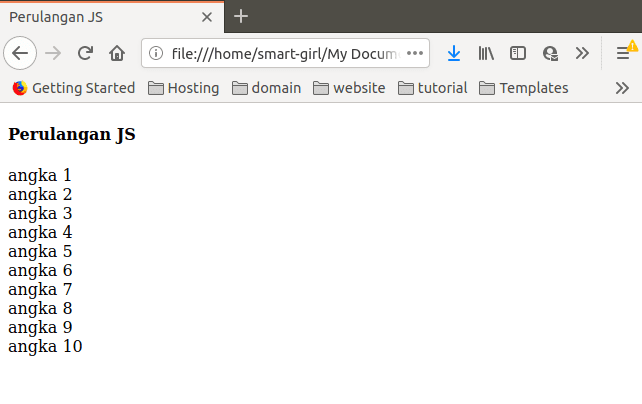 Perulangan JS
file:///home/smart-girl/My Docum
Getting Started Hosting domain website tutorial Templates
Perulangan JS
angka 1
angka 2
angka 3
angka 4
angka 5
angka 6
angka 7
angka 8
angka 9
angka 10